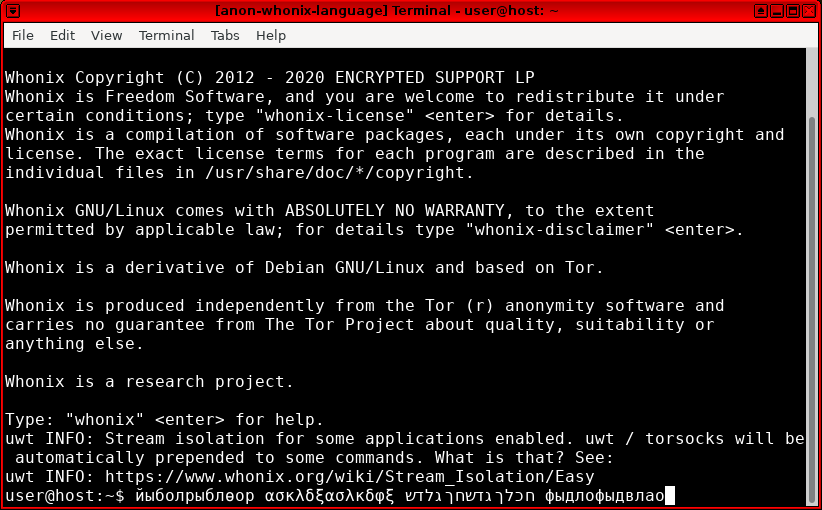 [anon-whonix-language] Terminal - user@host: ~
File Edit View Terminal Tabs Help
Whonix Copyright (C) 2012 - 2020 ENCRYPTED SUPPORT LP
Whonix is Freedom Software, and you are welcome to redistribute it under
certain conditions; type "whonix-license" <enter> for details.
Whonix is a compilation of software packages, each under its own copyright and
license. The exact license terms for each program are described in the
individual files in /usr/share/doc/*/copyright.
Whonix GNU/Linux comes with ABSOLUTELY NO WARRANTY, to the extent
permitted by applicable law; for details type "whonix-disclaimer" <enter>.
Whonix is a derivative of Debian GNU/Linux and based on Tor.
Whonix is produced independently from the Tor (r) anonymity software and
carries no guarantee from The Tor Project about quality, suitability or
anything else.
Whonix is a research project.
Type: "whonix" <enter> for help.
uwt INFO: Stream isolation for some applications enabled. uwt / torsocks will be
automatically prepended to some commands. What is that? See:
uwt INFO: https://www.whonix.org/wiki/Stream_Isolation/Easy
user@host:~$ йыболрыблѳор ασκλδξασλκδφξ שדלגךחשדגךלכח фыдлофыдвлао